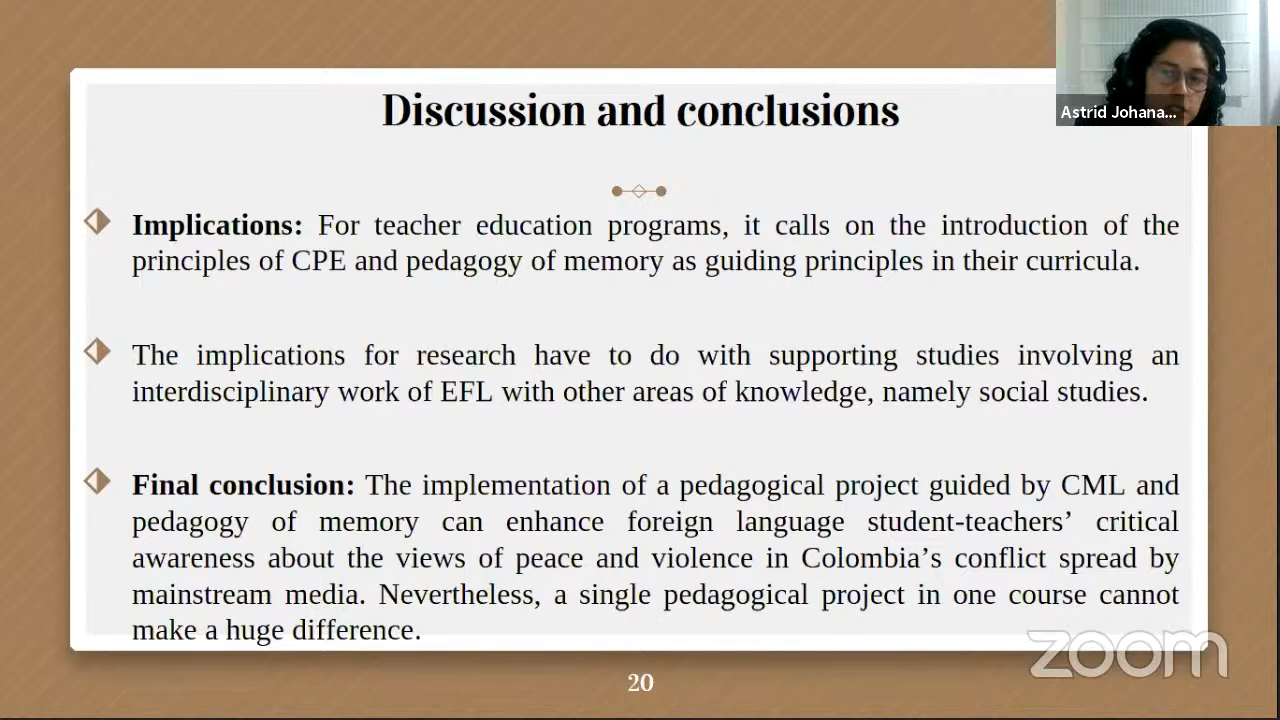 Discussion and conclusions
Astrid Johana...
Implications: For teacher education programs, it calls on the introduction of the
principles of CPE and pedagogy of memory as guiding principles in their curricula.
The implications for research have to do with supporting studies involving an
interdisciplinary work of EFL with other areas of knowledge, namely social studies.
Final conclusion: The implementation of a pedagogical project guided by CML and
pedagogy of memory can enhance foreign language student-teachers’ critical
awareness about the views of peace and violence in Colombia’s conflict spread by
mainstream media. Nevertheless, a single pedagogical project in one course cannot
make a huge difference.
zoom
20